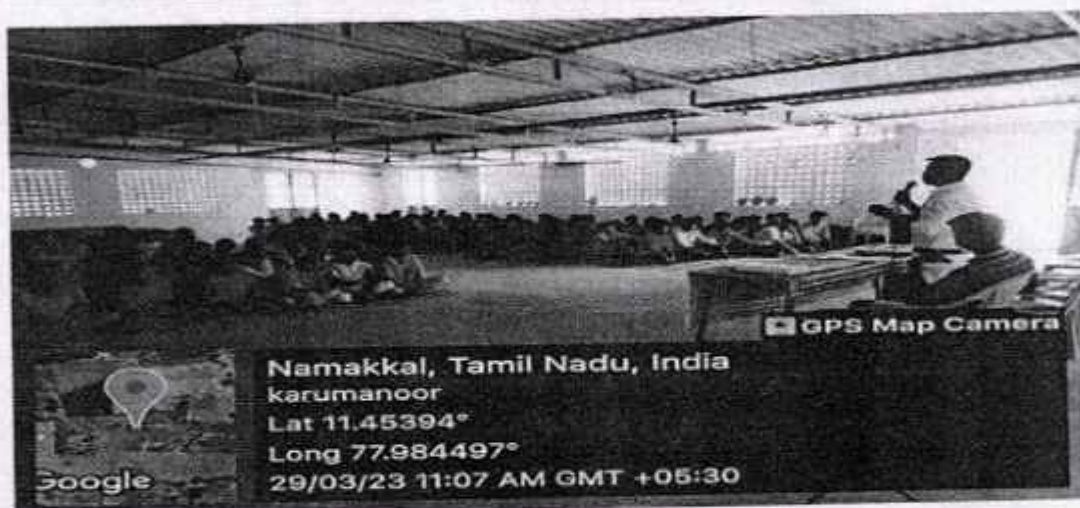 GPS Map Camera
Namakkal, Tamil Nadu, India
karumanoor
Lat 11.45394°
Long 77.984497°
29/03/23 11:07 AM GMT +05:30
Google